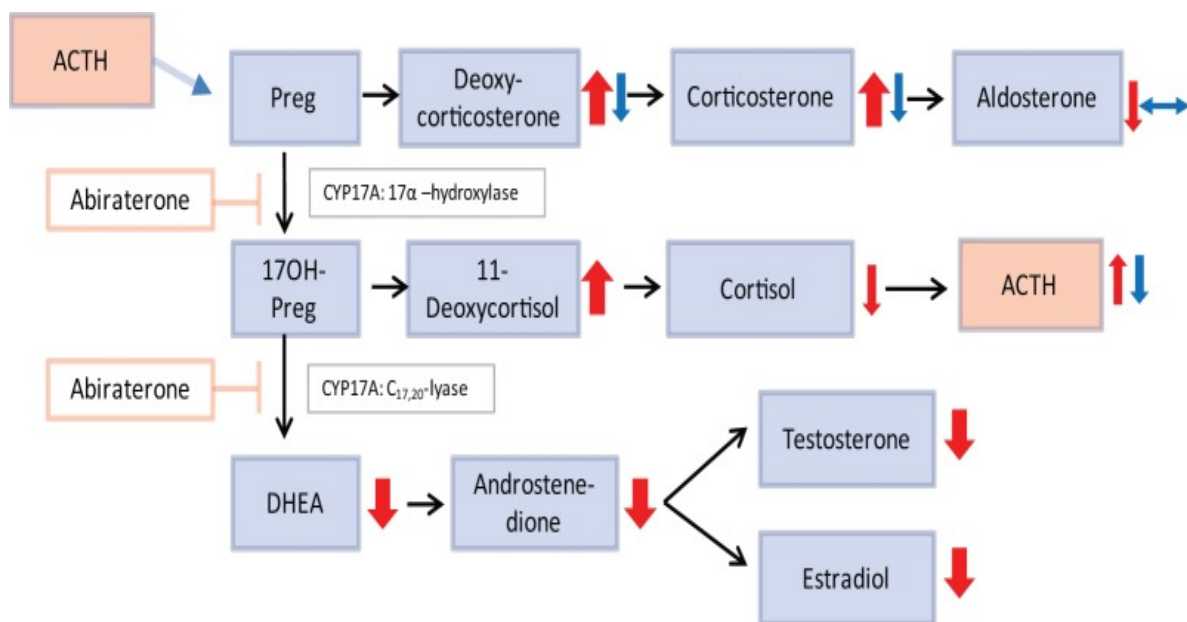 ACTH
Preg
Deoxy-
corticosterone
Corticosterone
Aldosterone
Abiraterone
CYP17A: 17α –hydroxylase
17OH-
Preg
11-
Deoxycortisol
Cortisol
ACTH
Abiraterone
CYP17A: C17,20-lyase
DHEA
Androstene-
dione
Testosterone
Estradiol